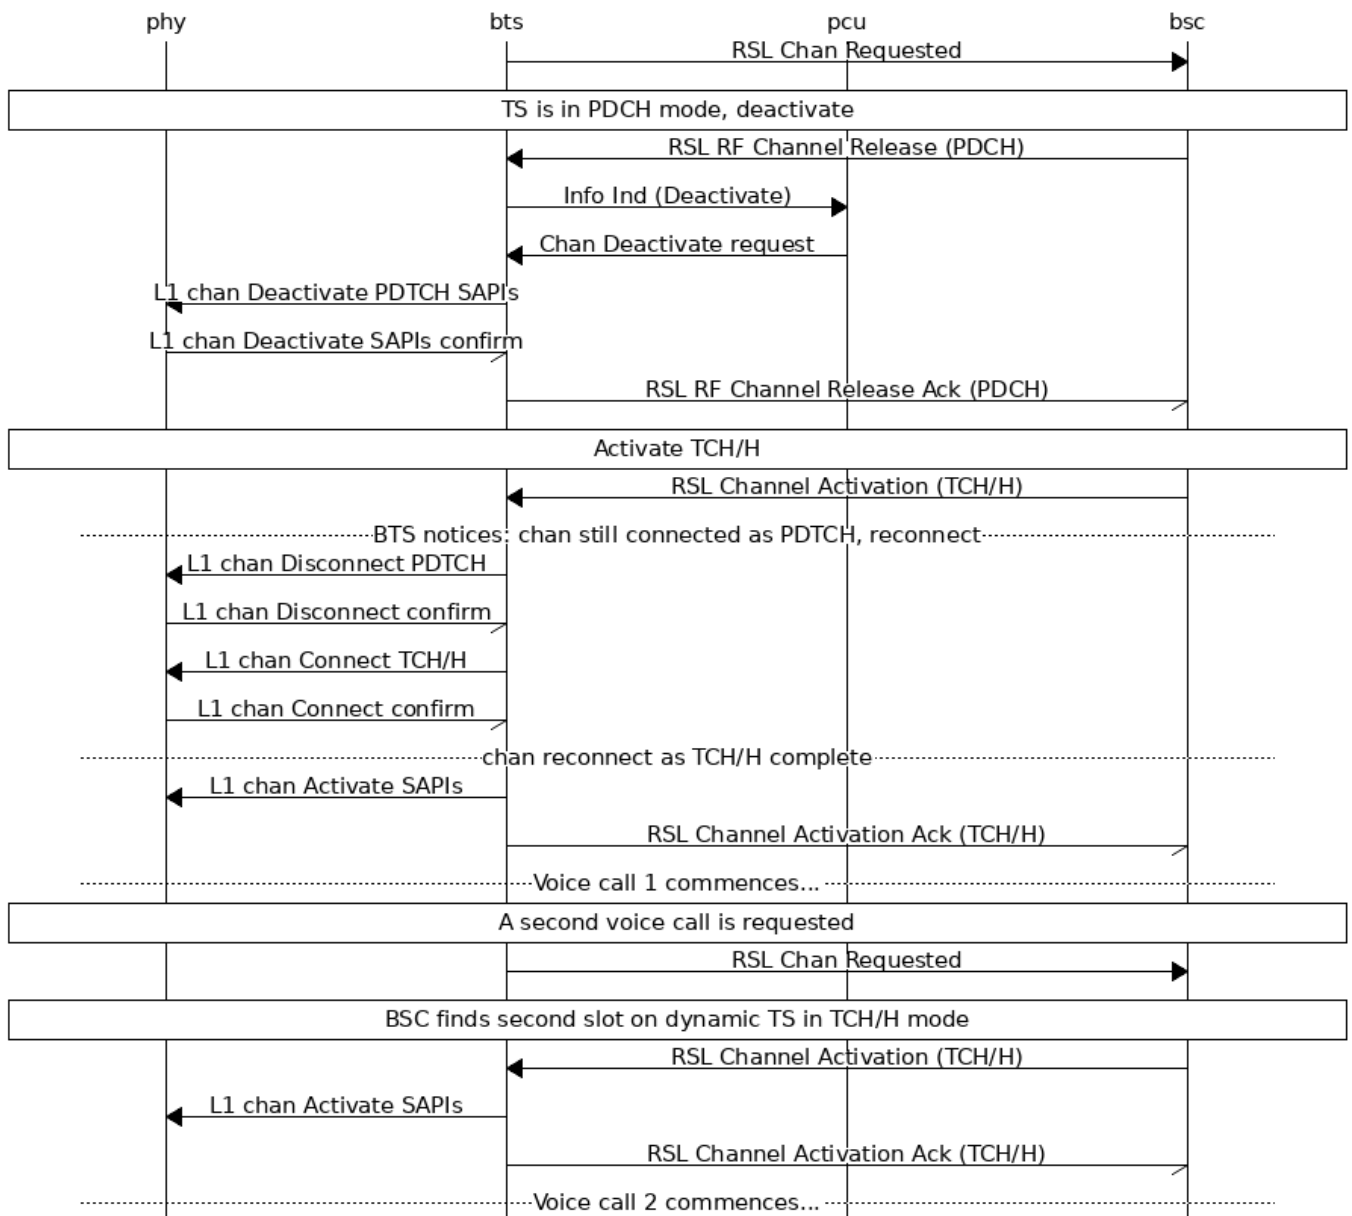 phy bts pcu bsc
RSL Chan Requested
TS is in PDCH mode, deactivate
RSL RF Channel Release (PDCH)
Info Ind (Deactivate)
Chan Deactivate request
L1 chan Deactivate PDTCH SAPIs
L1 chan Deactivate SAPIs confirm
RSL RF Channel Release Ack (PDCH)
Activate TCH/H
RSL Channel Activation (TCH/H)
BTS notices: chan still connected as PDTCH, reconnect
L1 chan Disconnect PDTCH
L1 chan Disconnect confirm
L1 chan Connect TCH/H
L1 chan Connect confirm
chan reconnect as TCH/H complete
L1 chan Activate SAPIs
RSL Channel Activation Ack (TCH/H)
Voice call 1 commences...
A second voice call is requested
RSL Chan Requested
BSC finds second slot on dynamic TS in TCH/H mode
RSL Channel Activation (TCH/H)
L1 chan Activate SAPIs
RSL Channel Activation Ack (TCH/H)
Voice call 2 commences...